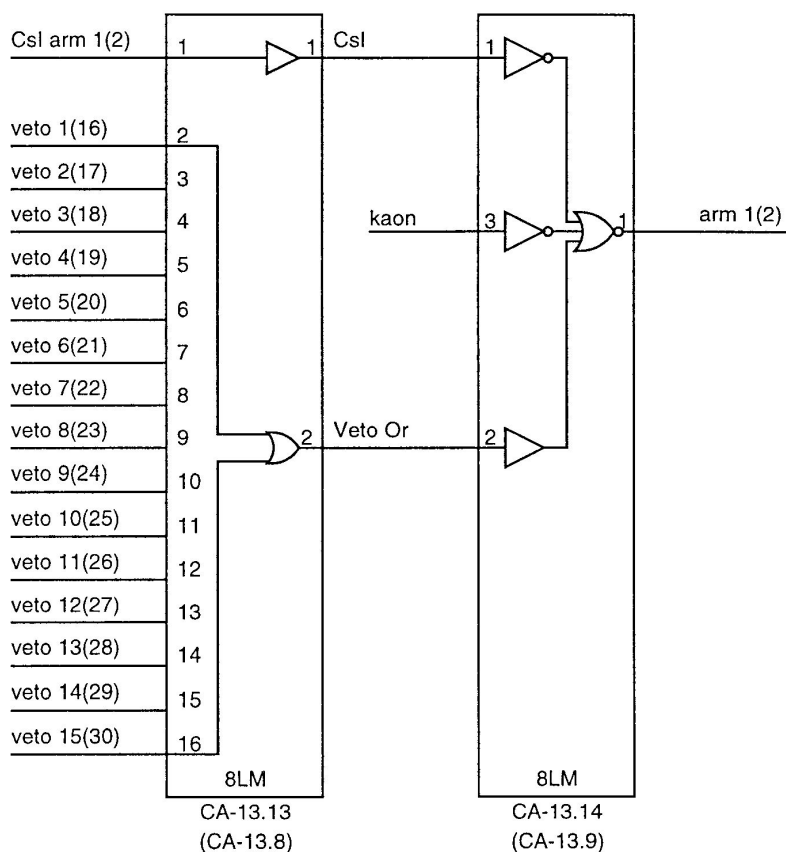 CsI arm 1(2)
1
1
CsI
1
veto 1(16)
2
veto 2(17)
3
veto 3(18)
4
kaon
3
1
arm 1(2)
veto 4(19)
5
veto 5(20)
6
veto 6(21)
7
veto 7(22)
8
veto 8(23)
9
2
Veto Or
2
veto 9(24)
10
veto 10(25)
11
veto 11(26)
12
veto 12(27)
13
veto 13(28)
14
veto 14(29)
15
veto 15(30)
16
8LM
8LM
CA-13.13
CA-13.14
(CA-13.8)
(CA-13.9)